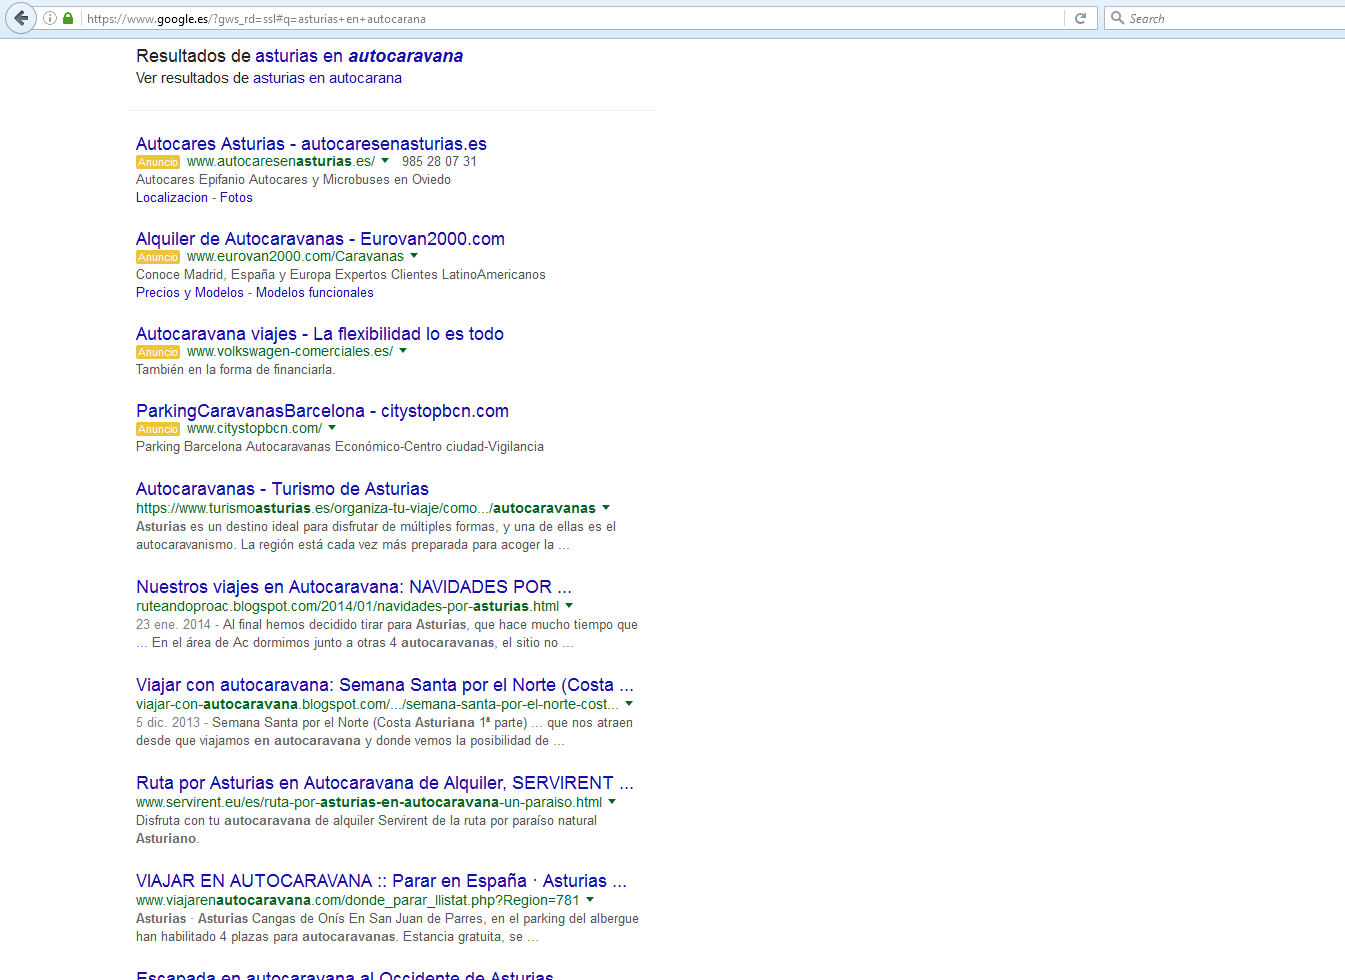 https://www.google.es/?gws_rd=ssl#q=asturias+en+autocarana
Search
Resultados de asturias en autocaravana
Ver resultados de asturias en autocarana
Autocares Asturias - autocaresenasturias.es
Anuncio www.autocaresenasturias.es/ 985 28 07 31
Autocares Epifanio Autocares y Microbuses en Oviedo
Localizacion - Fotos
Alquiler de Autocaravanas - Eurovan2000.com
Anuncio www.eurovan2000.com/Caravanas
Conoce Madrid, España y Europa Expertos Clientes LatinoAmericanos
Precios y Modelos - Modelos funcionales
Autocaravana viajes - La flexibilidad lo es todo
Anuncio www.volkswagen-comerciales.es/
También en la forma de financiarla.
ParkingCaravanasBarcelona - citystopbcn.com
Anuncio www.citystopbcn.com/
Parking Barcelona Autocaravanas Económico-Centro ciudad-Vigilancia
Autocaravanas - Turismo de Asturias
https://www.turismoasturias.es/organiza-tu-viaje/como.../autocaravanas
Asturias es un destino ideal para disfrutar de múltiples formas, y una de ellas es el
autocaravanismo. La región está cada vez más preparada para acoger la ...
Nuestros viajes en Autocaravana: NAVIDADES POR ...
ruteandoproac.blogspot.com/2014/01/navidades-por-asturias.html
23 ene. 2014 - Al final hemos decidido tirar para Asturias, que hace mucho tiempo que
... En el área de Ac dormimos junto a otras 4 autocaravanas, el sitio no ...
Viajar con autocaravana: Semana Santa por el Norte (Costa ...
viajar-con-autocaravana.blogspot.com/.../semana-santa-por-el-norte-cost...
5 dic. 2013 - Semana Santa por el Norte (Costa Asturiana 1ª parte) ... que nos atraen
desde que viajamos en autocaravana y donde vemos la posibilidad de ...
Ruta por Asturias en Autocaravana de Alquiler, SERVIRENT ...
www.servirent.eu/es/ruta-por-asturias-en-autocaravana-un-paraiso.html
Disfruta con tu autocaravana de alquiler Servirent de la ruta por paraíso natural
Asturiano.
VIAJAR EN AUTOCARAVANA :: Parar en España · Asturias ...
www.viajarenautocaravana.com/donde_parar_llistat.php?Region=781
Asturias · Asturias Cangas de Onís En San Juan de Parres, en el parking del albergue
han habilitado 4 plazas para autocaravanas. Estancia gratuita, se ...
Escapada en autocaravana al Occidente de Asturias